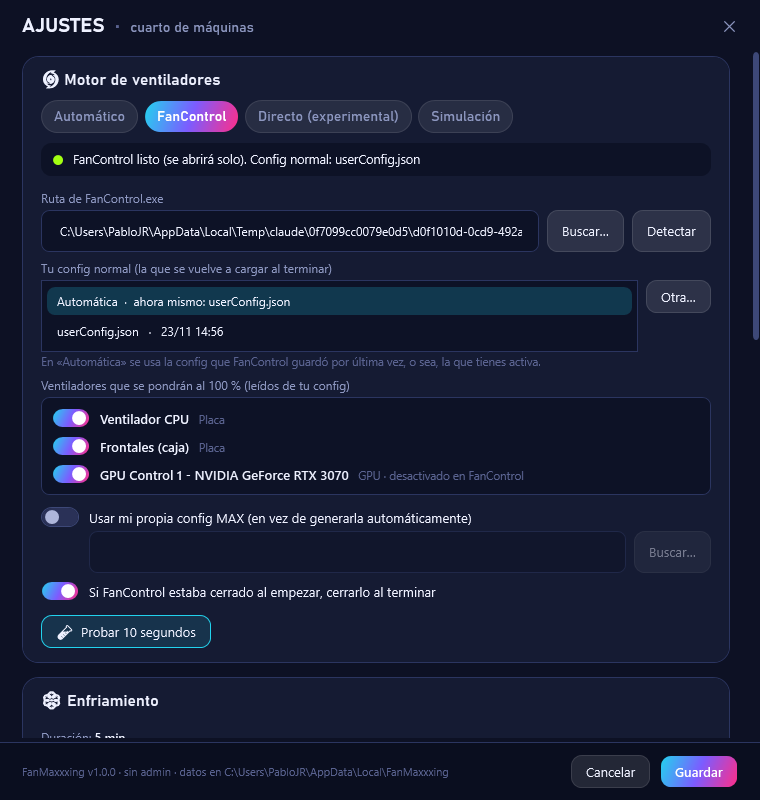 AJUSTES · cuarto de máquinas
Motor de ventiladores
Automático FanControl Directo (experimental) Simulación
FanControl listo (se abrirá solo). Config normal: userConfig.json
Ruta de FanControl.exe
C:\Users\PabloJR\AppData\Local\Temp\claude\0f7099cc0079e0d5\d0f1010d-0cd9-492a Buscar... Detectar
Tu config normal (la que se vuelve a cargar al terminar)
Automática · ahora mismo: userConfig.json Otra...
userConfig.json · 23/11 14:56
En «Automática» se usa la config que FanControl guardó por última vez, o sea, la que tienes activa.
Ventiladores que se pondrán al 100 % (leídos de tu config)
Ventilador CPU Placa
Frontales (caja) Placa
GPU Control 1 - NVIDIA GeForce RTX 3070 GPU · desactivado en FanControl
Usar mi propia config MAX (en vez de generarla automáticamente)
Buscar...
Si FanControl estaba cerrado al empezar, cerrarlo al terminar
Probar 10 segundos
Enfriamiento
Duración: 5 min
FanMaxxxing v1.0.0 · sin admin · datos en C:\Users\PabloJR\AppData\Local\FanMaxxxing Cancelar Guardar